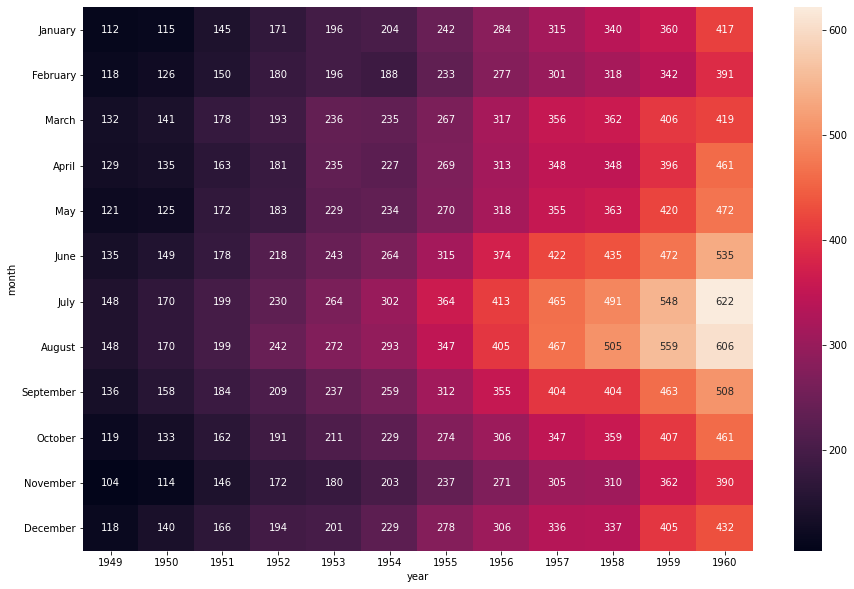 January 112 115 145 171 196 204 242 284 315 340 360 417
February 118 126 150 180 196 188 233 277 301 318 342 391
March 132 141 178 193 236 235 267 317 356 362 406 419
April 129 135 163 181 235 227 269 313 348 348 396 461
May 121 125 172 183 229 234 270 318 355 363 420 472
June 135 149 178 218 243 264 315 374 422 435 472 535
July 148 170 199 230 264 302 364 413 465 491 548 622
August 148 170 199 242 272 293 347 405 467 505 559 606
September 136 158 184 209 237 259 312 355 404 404 463 508
October 119 133 162 191 211 229 274 306 347 359 407 461
November 104 114 146 172 180 203 237 271 305 310 362 390
December 118 140 166 194 201 229 278 306 336 337 405 432
1949 1950 1951 1952 1953 1954 1955 1956 1957 1958 1959 1960
year
month
500
400
300
200